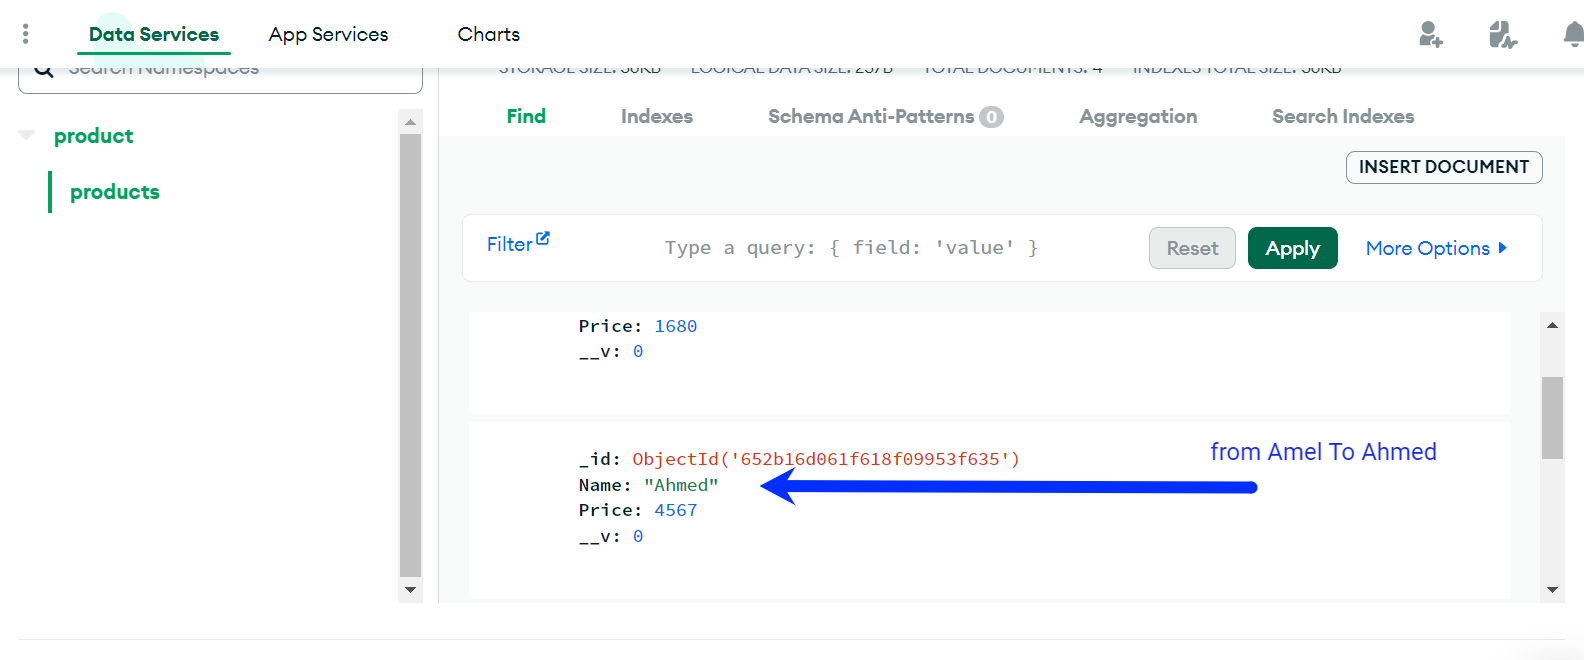 Data Services
App Services
Charts
Search Namespaces
STORAGE SIZE: 36KB LOGICAL DATA SIZE: 257B TOTAL DOCUMENTS: 4 INDEXES TOTAL SIZE: 36KB
product
products
Find
Indexes
Schema Anti-Patterns 0
Aggregation
Search Indexes
INSERT DOCUMENT
Filter
Type a query: { field: 'value' }
Reset
Apply
More Options
Price: 1680
__v: 0
_id: ObjectId('652b16d061f618f09953f635')
Name: "Ahmed"
Price: 4567
__v: 0
from Amel To Ahmed